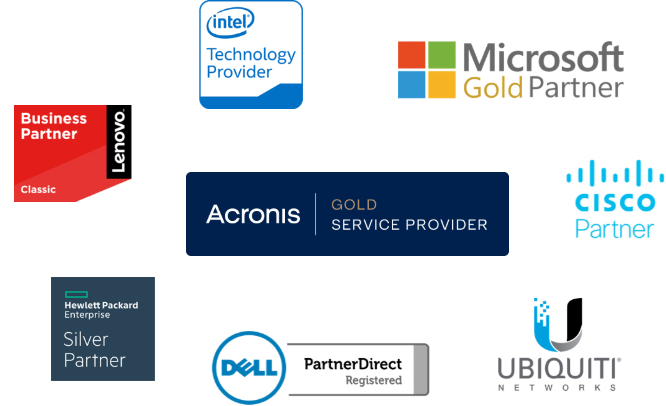 intel
Technology
Provider
Microsoft
Gold Partner
Business
Partner
Lenovo
Classic
Acronis
GOLD
SERVICE PROVIDER
CISCO
Partner
Hewlett Packard
Enterprise
Silver
Partner
DELL
PartnerDirect
Registered
UBIQUITI®
NETWORKS